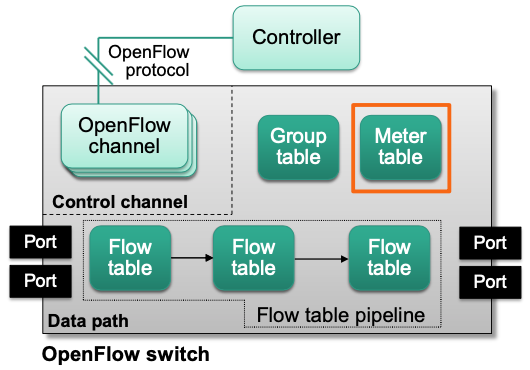 Controller
OpenFlow
protocol
OpenFlow
channel
Control channel
Group
table
Meter
table
Port
Port
Flow
table
Flow
table
Flow
table
Port
Port
Flow table pipeline
Data path
OpenFlow switch